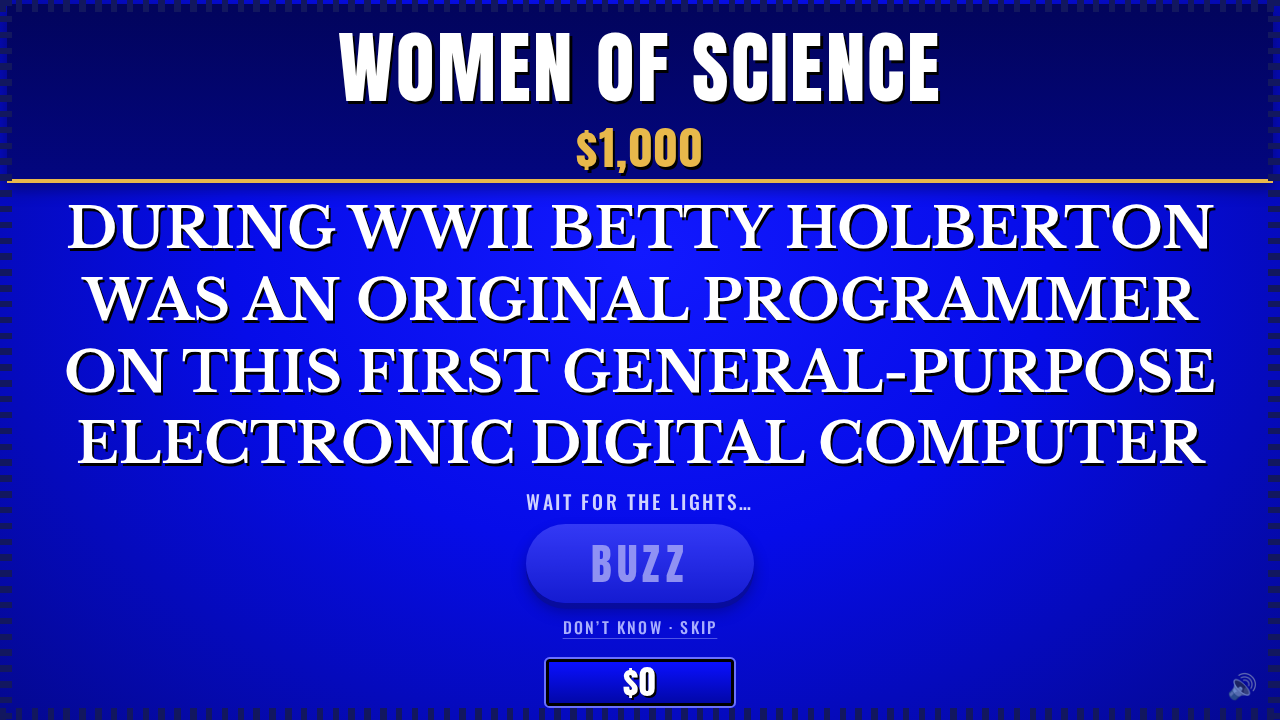 WOMEN OF SCIENCE
$1,000
DURING WWII BETTY HOLBERTON
WAS AN ORIGINAL PROGRAMMER
ON THIS FIRST GENERAL-PURPOSE
ELECTRONIC DIGITAL COMPUTER
WAIT FOR THE LIGHTS…
BUZZ
DON'T KNOW · SKIP
$0